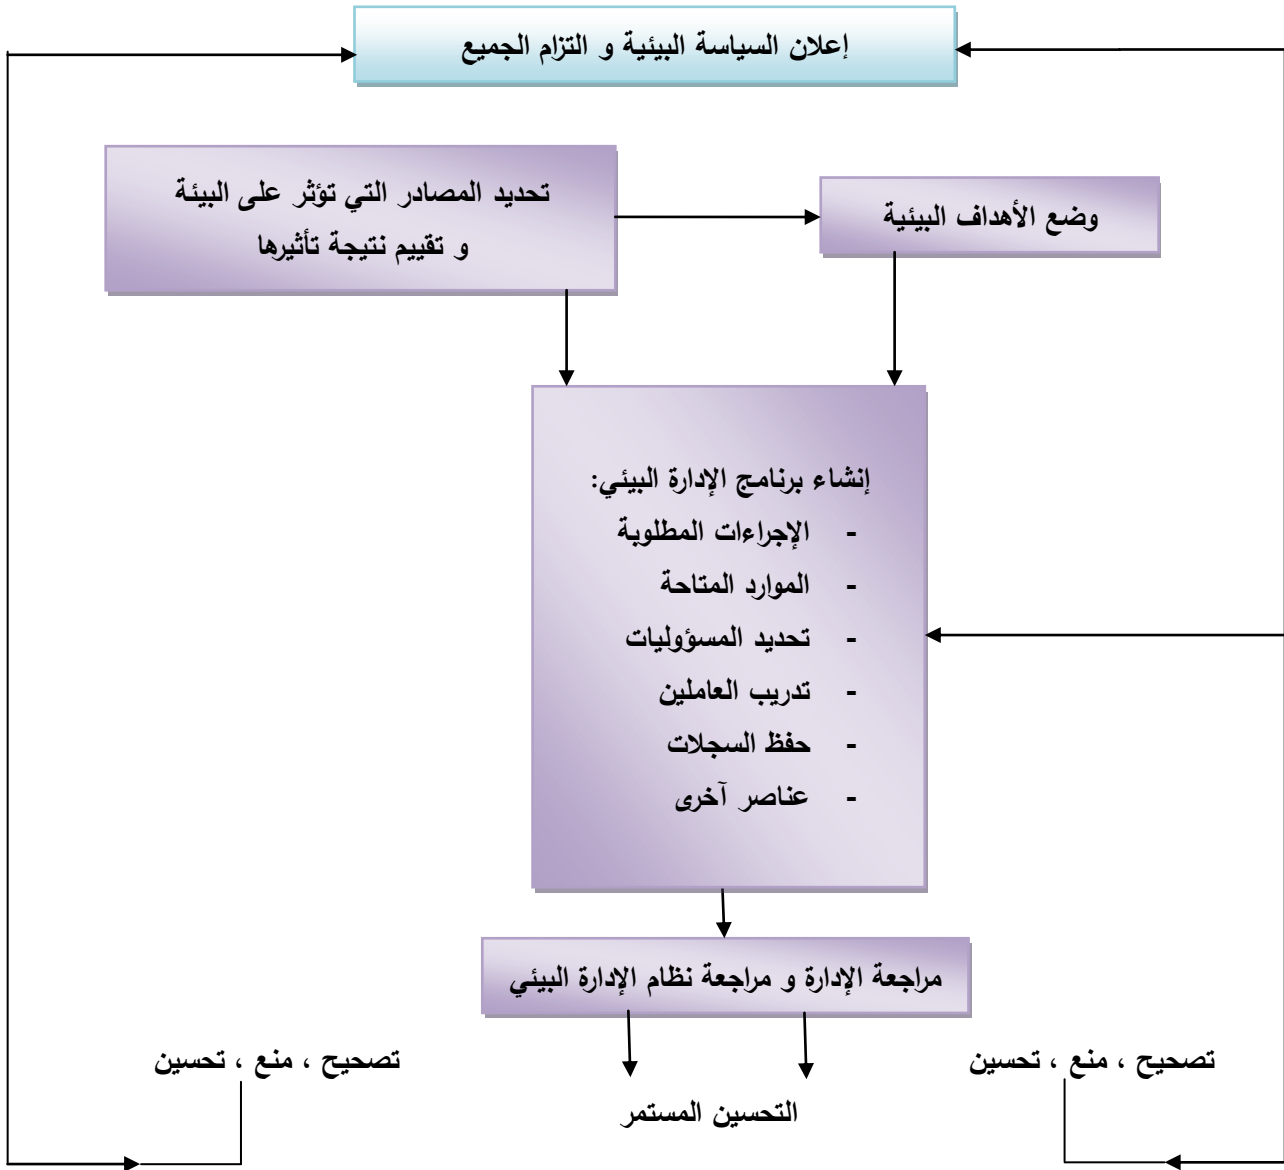 إعلان السياسة البيئية و التزام الجميع
تحديد المصادر التي تؤثر على البيئة
و تقييم نتيجة تأثيرها
وضع الأهداف البيئية
إنشاء برنامج الإدارة البيئي:
- الإجراءات المطلوبة
- الموارد المتاحة
- تحديد المسؤوليات
- تدريب العاملين
- حفظ السجلات
- عناصر آخرى
مراجعة الإدارة و مراجعة نظام الإدارة البيئي
تصحيح ، منع ، تحسين
تصحيح ، منع ، تحسين
التحسين المستمر